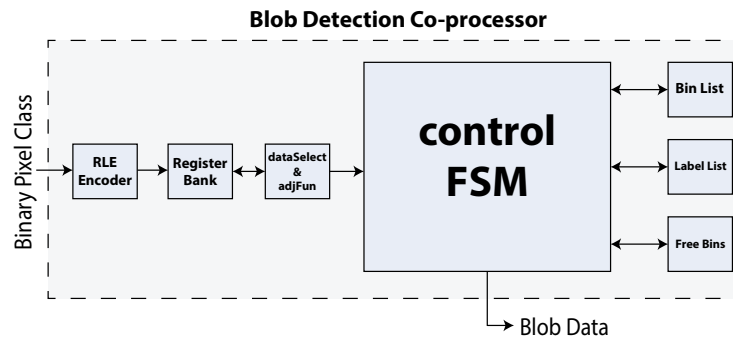 Blob Detection Co-processor
Binary Pixel Class
RLE
Encoder
Register
Bank
dataSelect
&
adjFun
control
FSM
Bin List
Label List
Free Bins
Blob Data